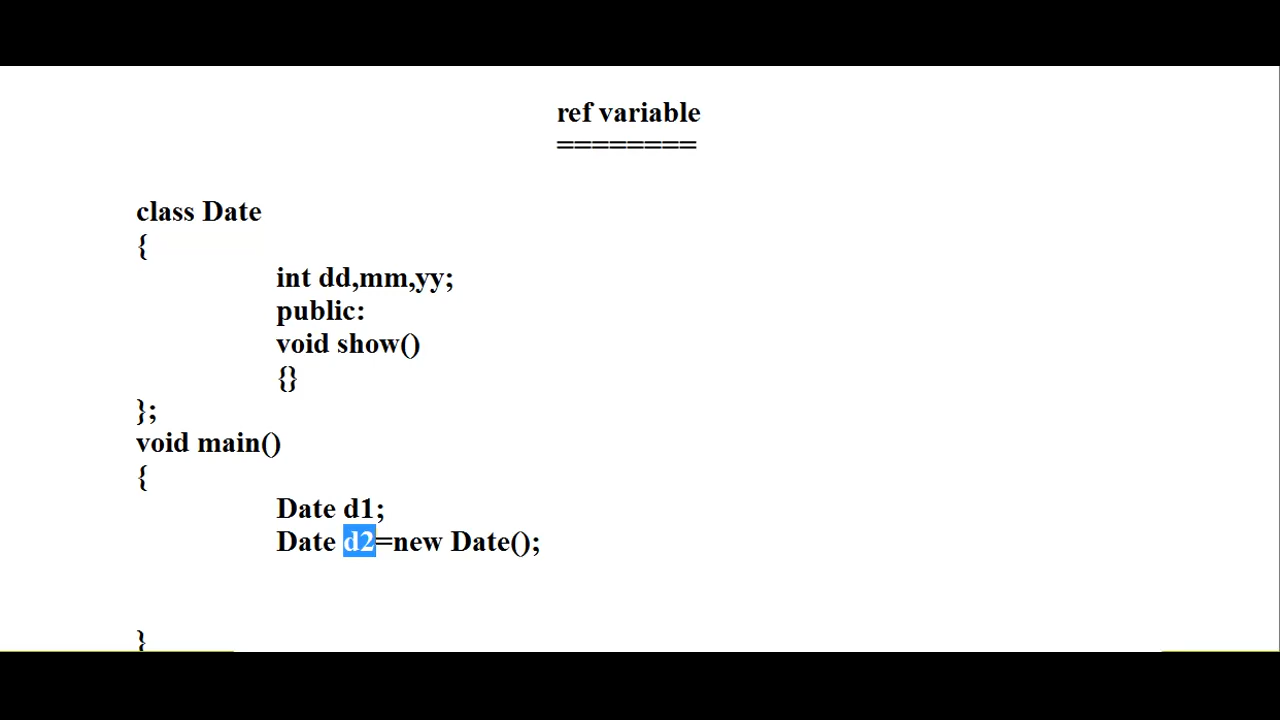 ref variable
========
class Date
{
int dd,mm,yy;
public:
void show()
{}
};
void main()
{
Date d1;
Date d2=new Date();
}